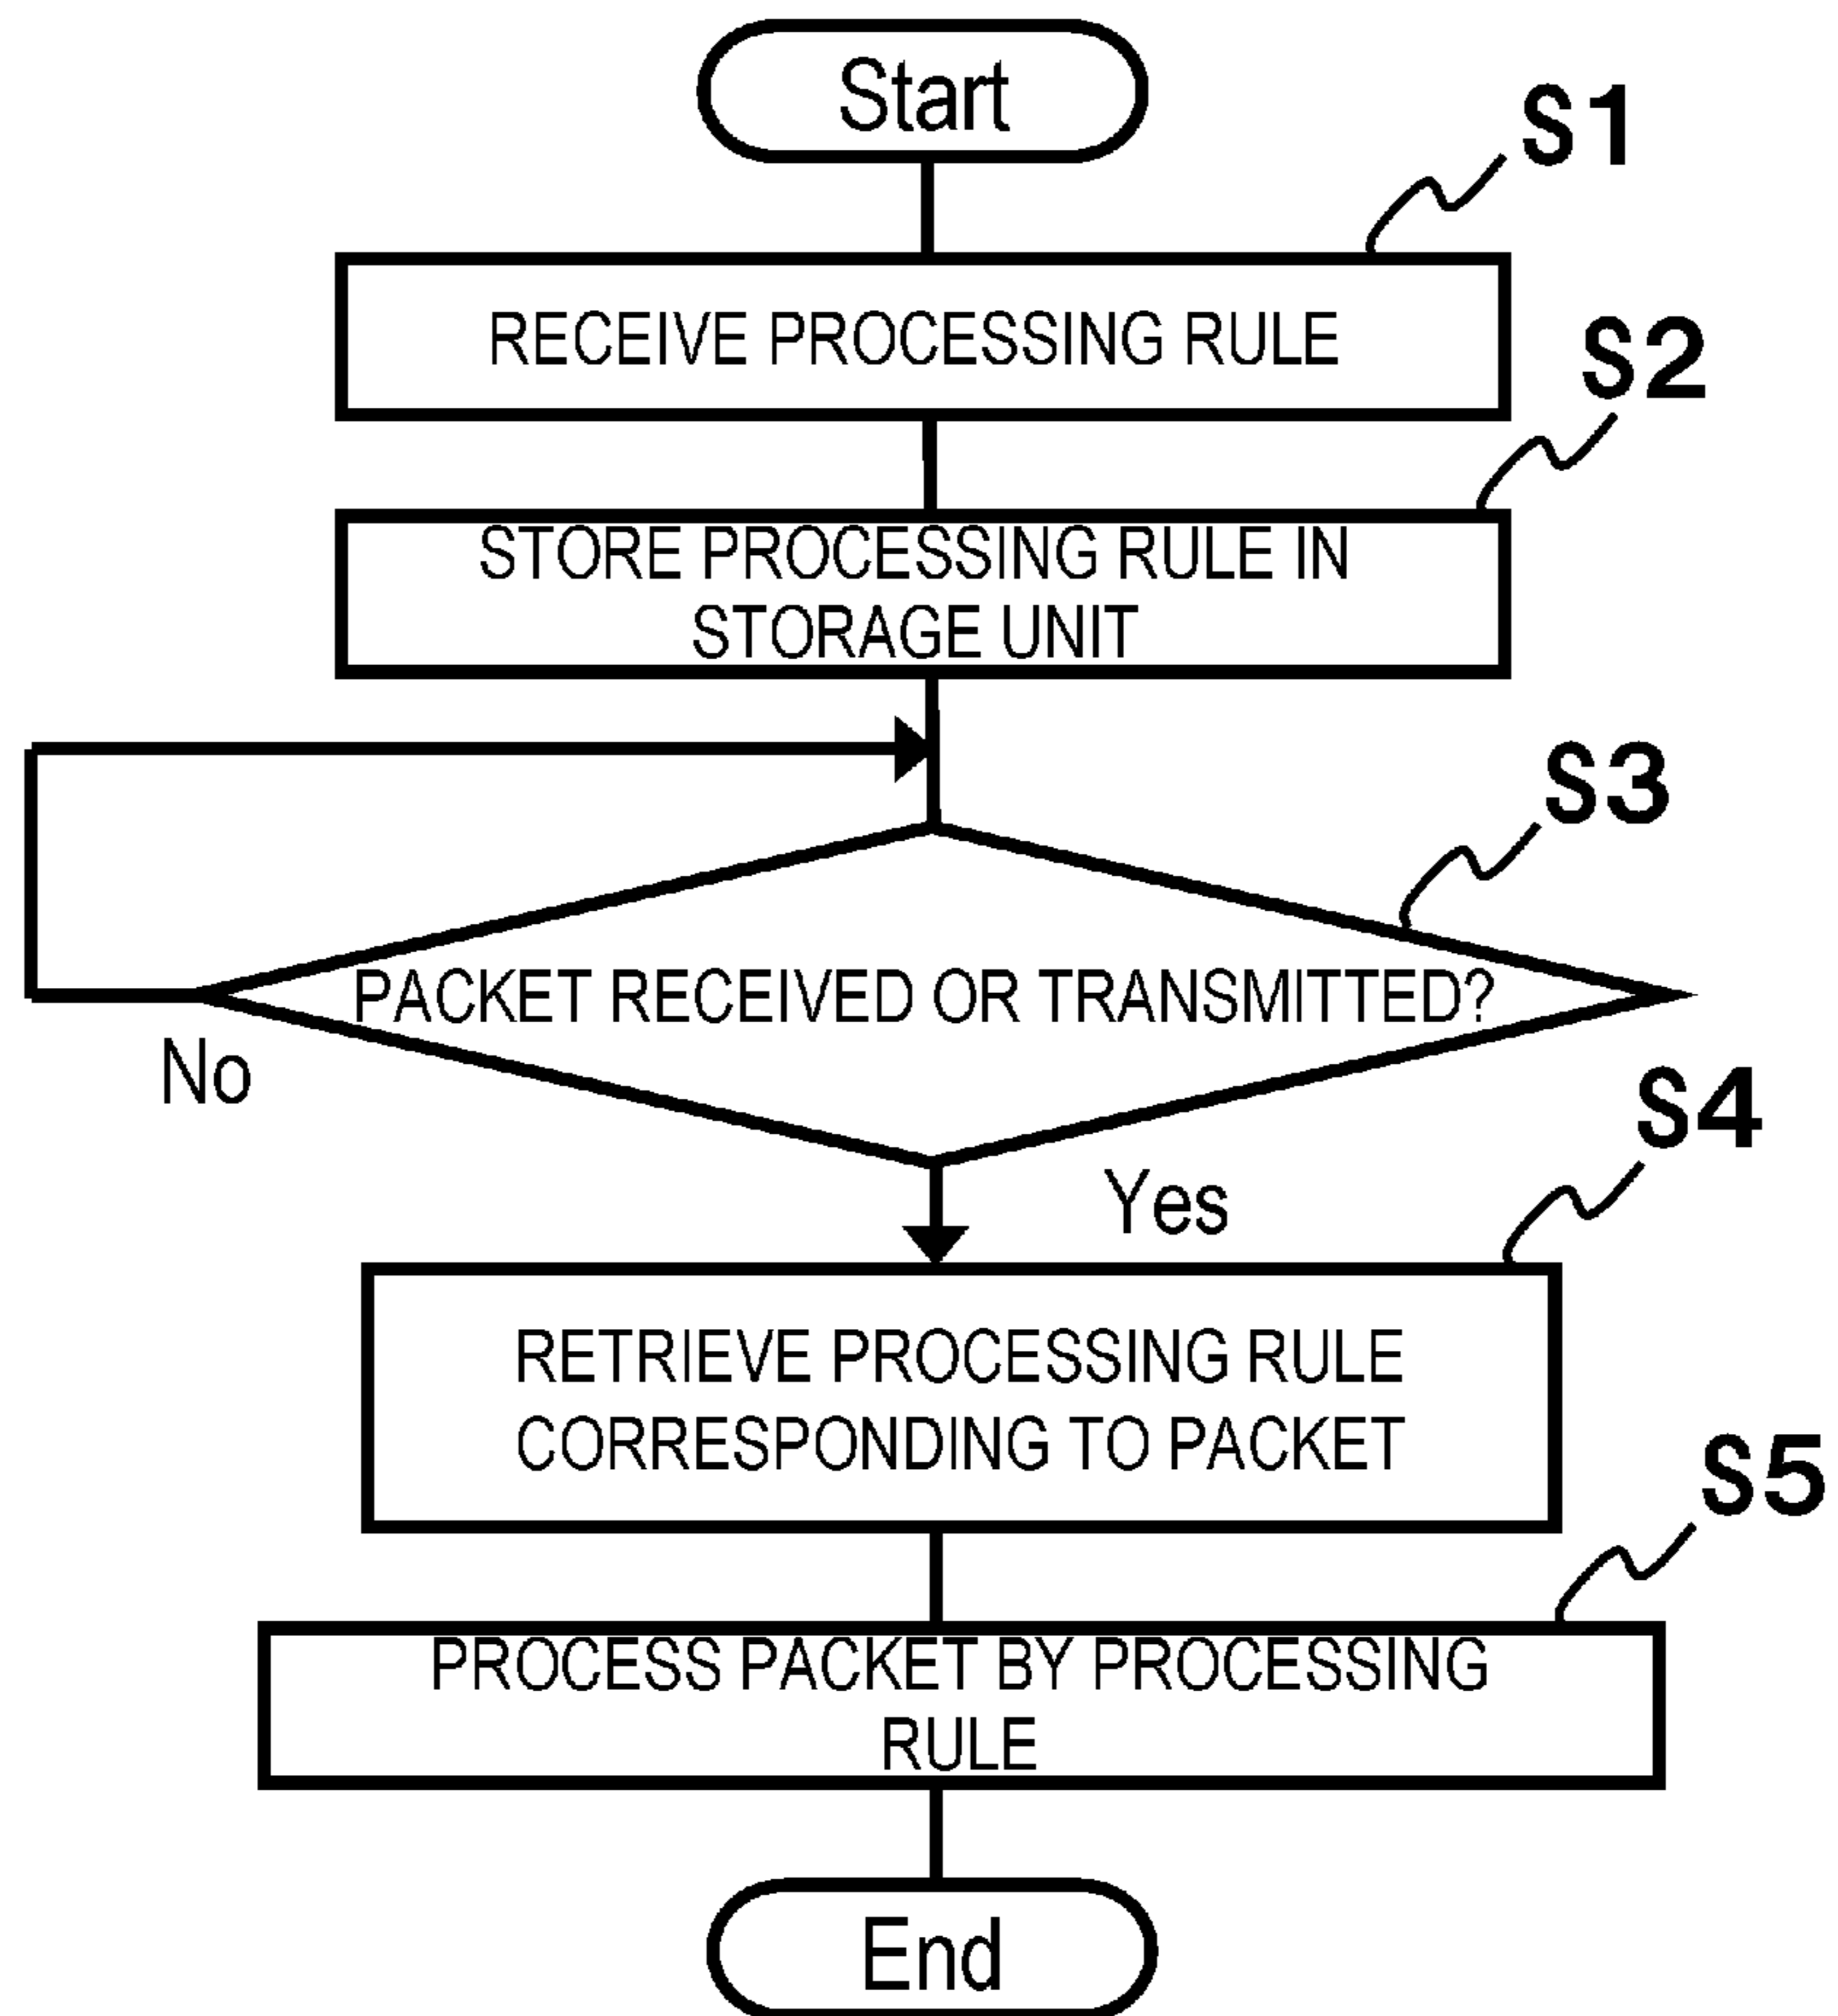 Start
S1
RECEIVE PROCESSING RULE
S2
STORE PROCESSING RULE IN
STORAGE UNIT
S3
PACKET RECEIVED OR TRANSMITTED?
No
S4
Yes
RETRIEVE PROCESSING RULE
CORRESPONDING TO PACKET
S5
PROCESS PACKET BY PROCESSING
RULE
End